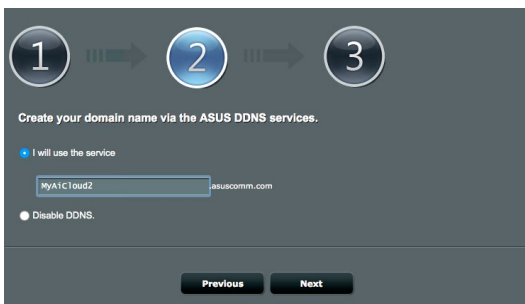 1 2 3
Create your domain name via the ASUS DDNS services.
I will use the service
MyAiCloud2 .asuscomm.com
Disable DDNS.
Previous Next